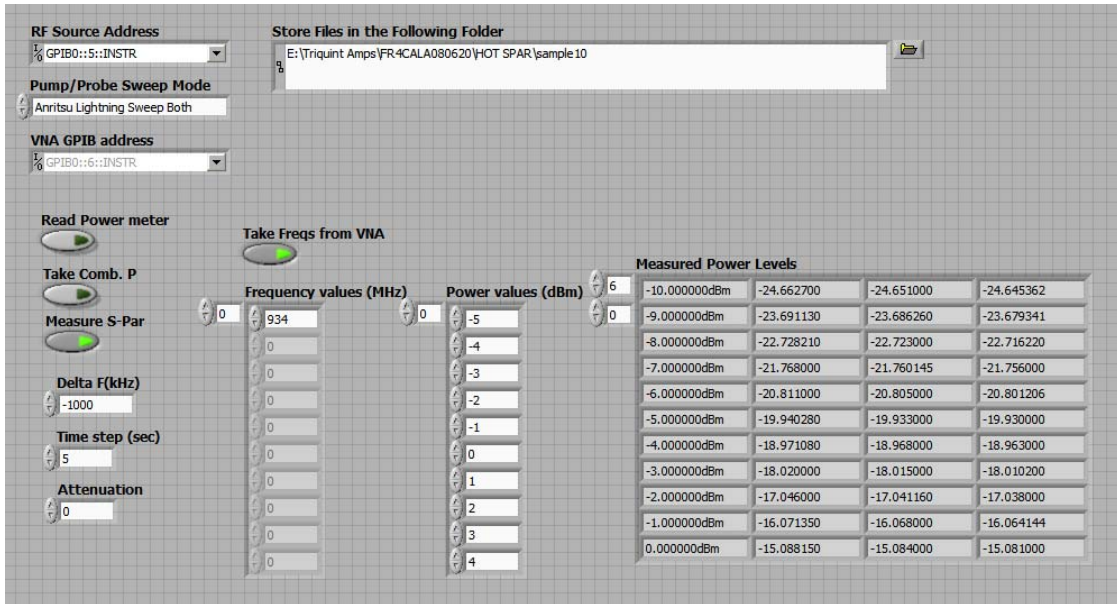 RF Source Address
GPIB0::5::INSTR
Store Files in the Following Folder
E:\Triquint Amps\FR4CALA080620\HOT SPAR\sample10
Pump/Probe Sweep Mode
Anritsu Lightning Sweep Both
VNA GPIB address
GPIB0::6::INSTR
Read Power meter
Take Comb. P
Measure S-Par
Delta F(kHz)
-1000
Time step (sec)
5
Attenuation
0
Take Freqs from VNA
Frequency values (MHz)
0
934
0
0
0
0
0
0
0
0
0
Power values (dBm)
0
-5
-4
-3
-2
-1
0
1
2
3
4
Measured Power Levels
6
0
-10.000000dBm -24.662700 -24.651000 -24.645362
-9.000000dBm -23.691130 -23.686260 -23.679341
-8.000000dBm -22.728210 -22.723000 -22.716220
-7.000000dBm -21.768000 -21.760145 -21.756000
-6.000000dBm -20.811000 -20.805000 -20.801206
-5.000000dBm -19.940280 -19.933000 -19.930000
-4.000000dBm -18.971080 -18.968000 -18.963000
-3.000000dBm -18.020000 -18.015000 -18.010200
-2.000000dBm -17.046000 -17.041160 -17.038000
-1.000000dBm -16.071350 -16.068000 -16.064144
0.000000dBm -15.088150 -15.084000 -15.081000